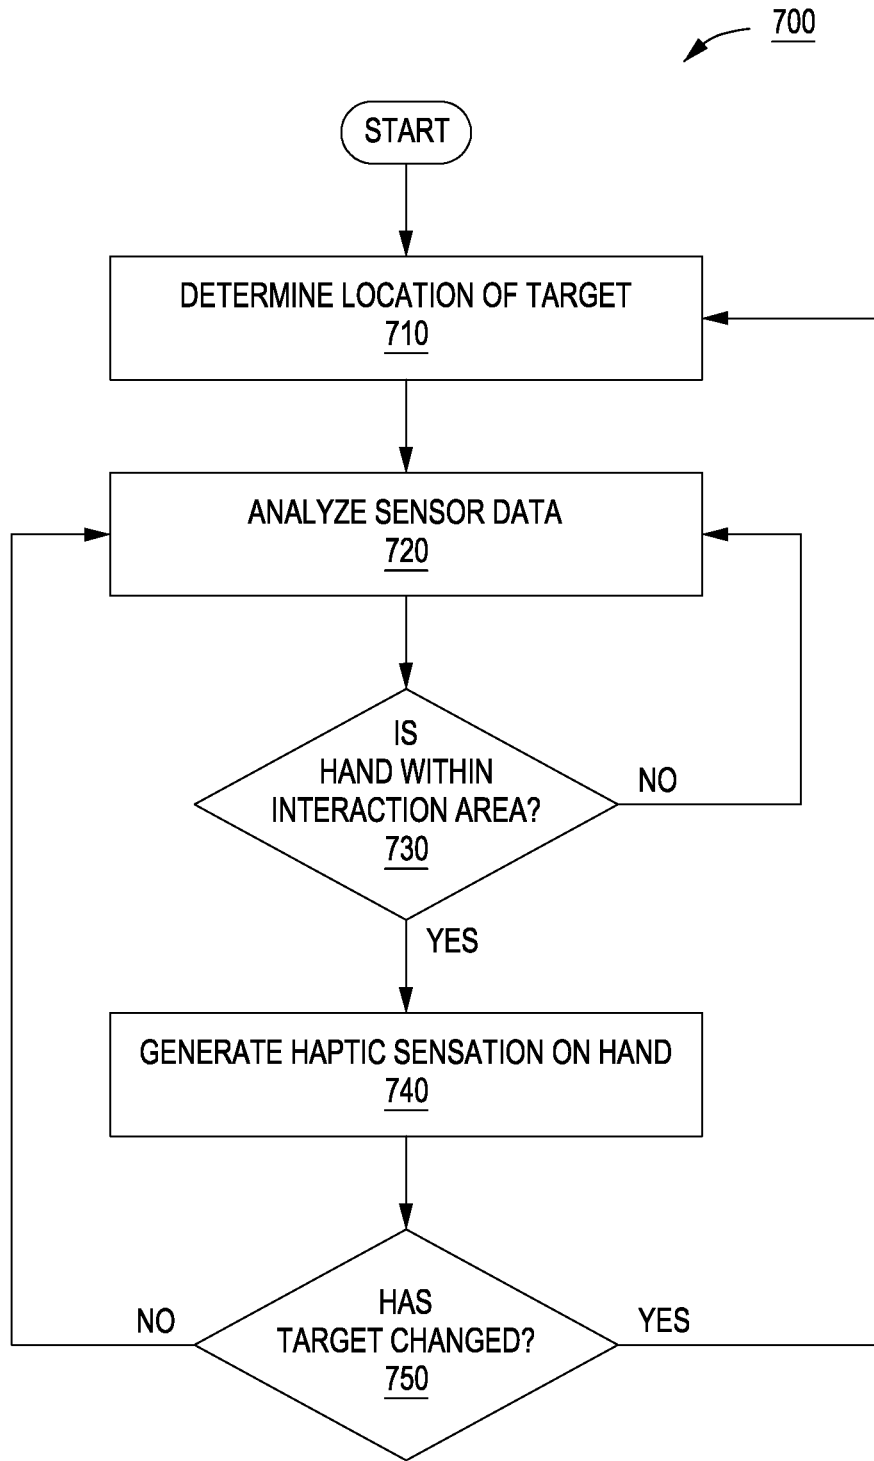 700
START
DETERMINE LOCATION OF TARGET
710
ANALYZE SENSOR DATA
720
IS
HAND WITHIN
INTERACTION AREA?
730
NO
YES
GENERATE HAPTIC SENSATION ON HAND
740
NO
HAS
TARGET CHANGED?
750
YES